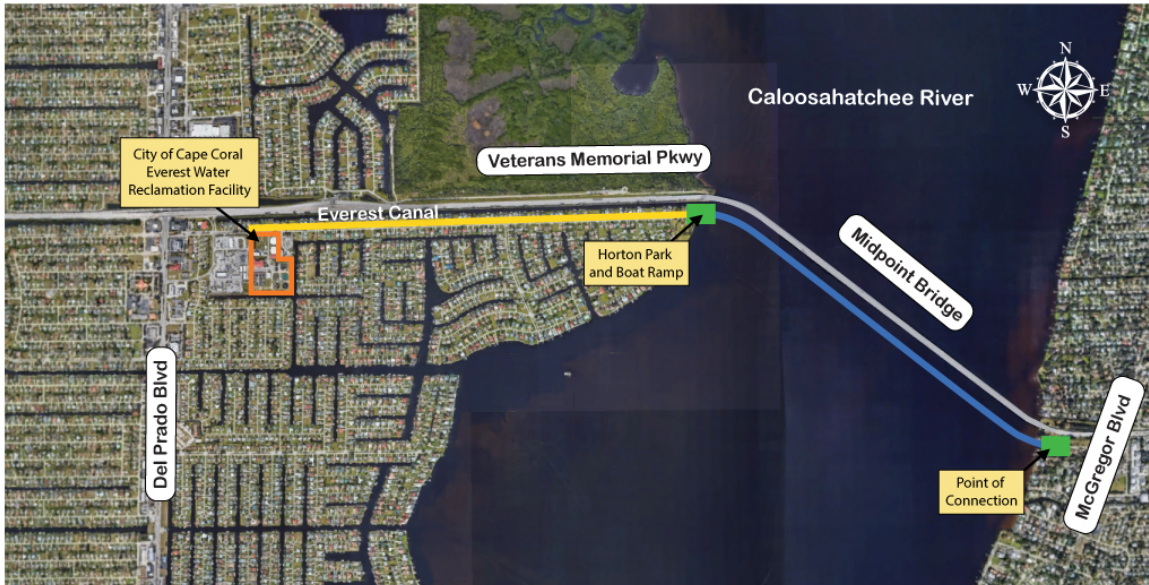 N
W
E
S
Caloosahatchee River
City of Cape Coral
Everest Water
Reclamation Facility
Veterans Memorial Pkwy
Everest Canal
Horton Park
and Boat Ramp
Midpoint Bridge
Del Prado Blvd
McGregor Blvd
Point of
Connection